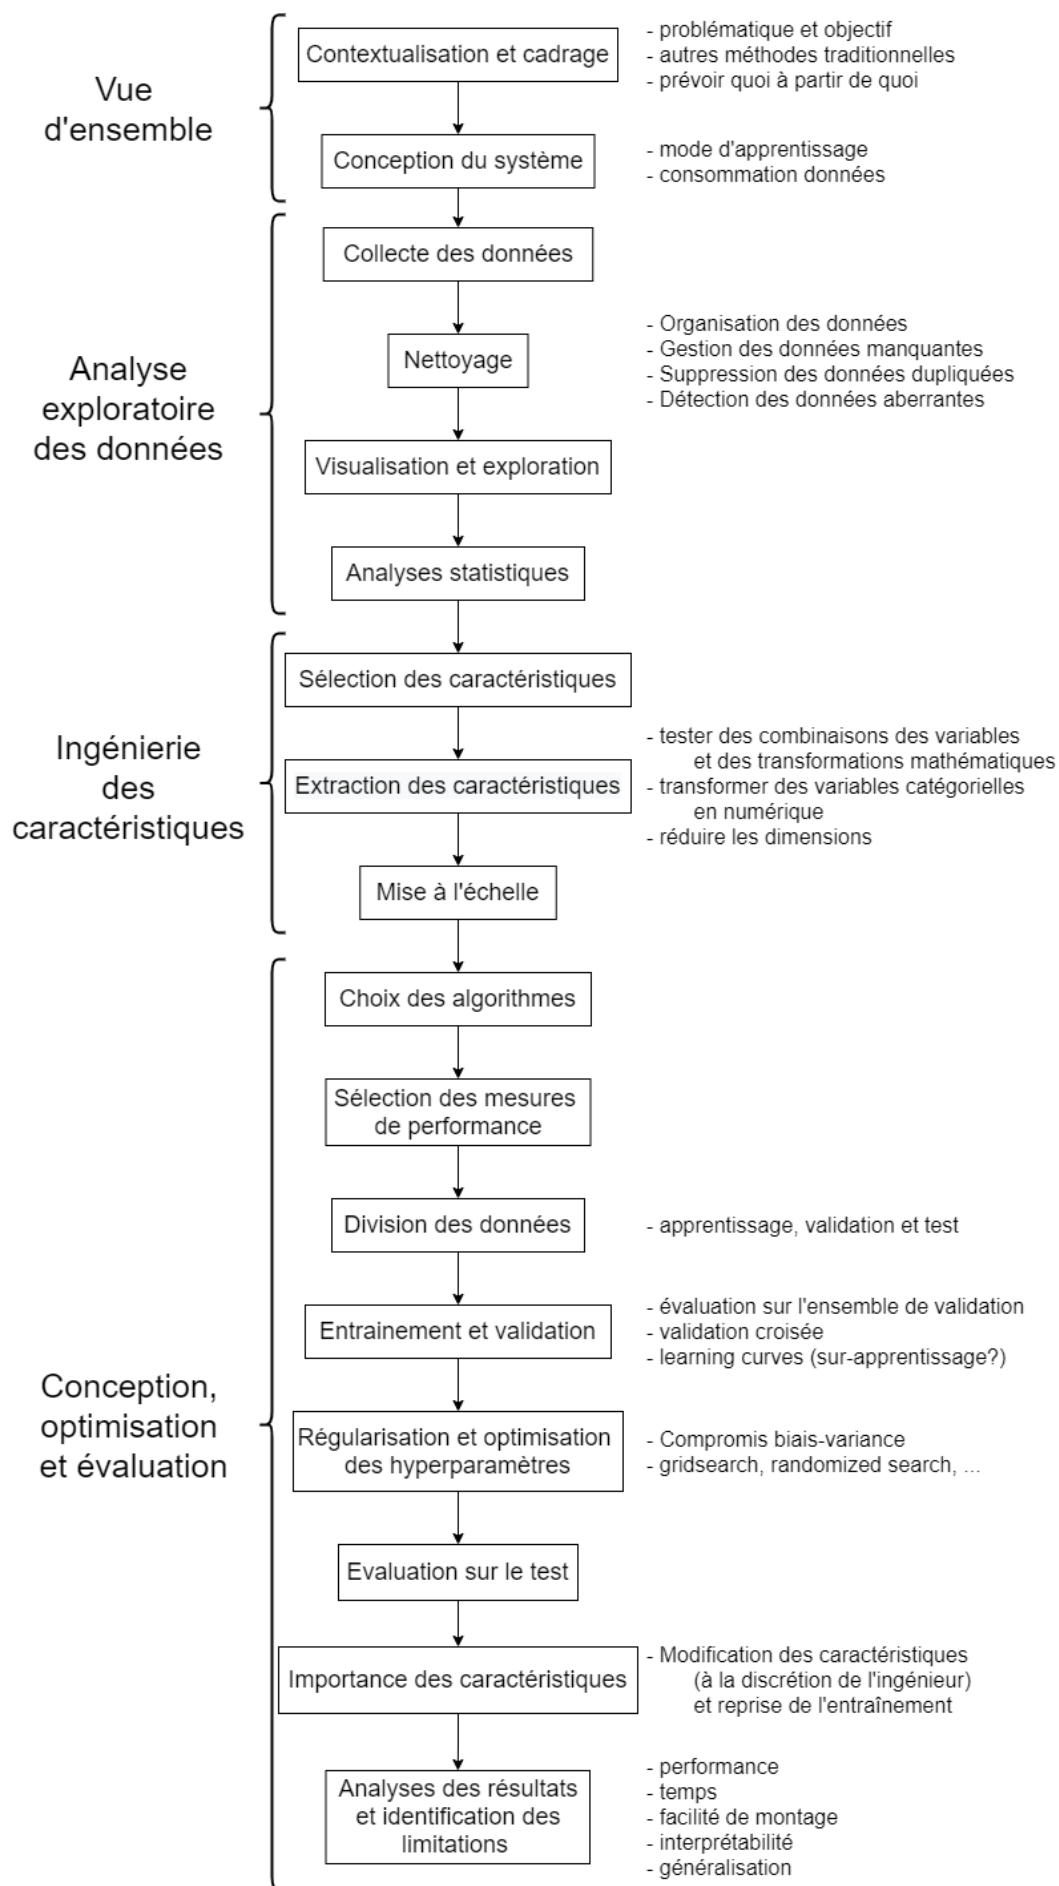 Vue
d'ensemble
Contextualisation et cadrage
- problématique et objectif
- autres méthodes traditionnelles
- prévoir quoi à partir de quoi
Conception du système
- mode d'apprentissage
- consommation données
Analyse
exploratoire
des données
Collecte des données
Nettoyage
- Organisation des données
- Gestion des données manquantes
- Suppression des données dupliquées
- Détection des données aberrantes
Visualisation et exploration
Analyses statistiques
Ingénierie
des
caractéristiques
Sélection des caractéristiques
Extraction des caractéristiques
- tester des combinaisons des variables
et des transformations mathématiques
- transformer des variables catégorielles
en numérique
- réduire les dimensions
Mise à l'échelle
Conception,
optimisation
et évaluation
Choix des algorithmes
Sélection des mesures
de performance
Division des données
- apprentissage, validation et test
Entrainement et validation
- évaluation sur l'ensemble de validation
- validation croisée
- learning curves (sur-apprentissage?)
Régularisation et optimisation
des hyperparamètres
- Compromis biais-variance
- gridsearch, randomized search, ...
Evaluation sur le test
Importance des caractéristiques
- Modification des caractéristiques
(à la discrétion de l'ingénieur)
et reprise de l'entraînement
Analyses des résultats
et identification des
limitations
- performance
- temps
- facilité de montage
- interprétabilité
- généralisation